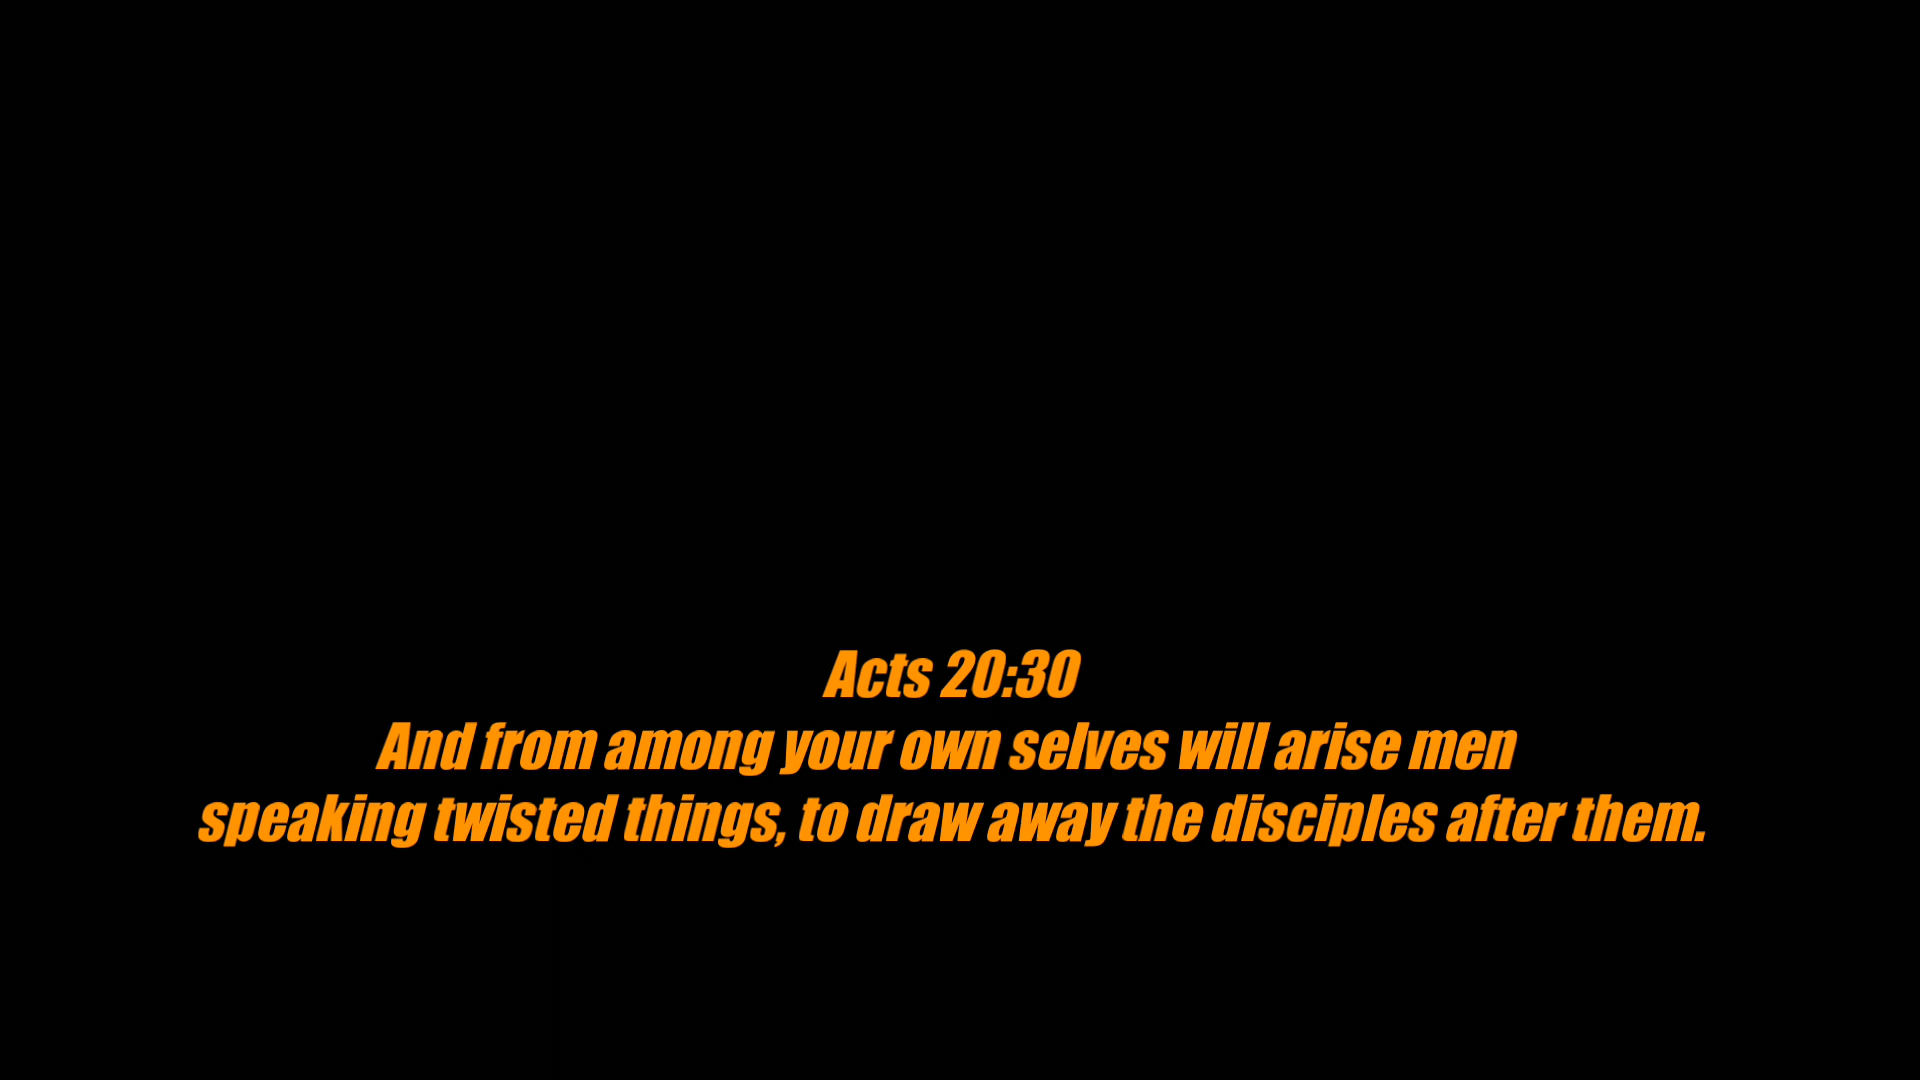 Acts 20:30
And from among your own selves will arise men
speaking twisted things, to draw away the disciples after them.